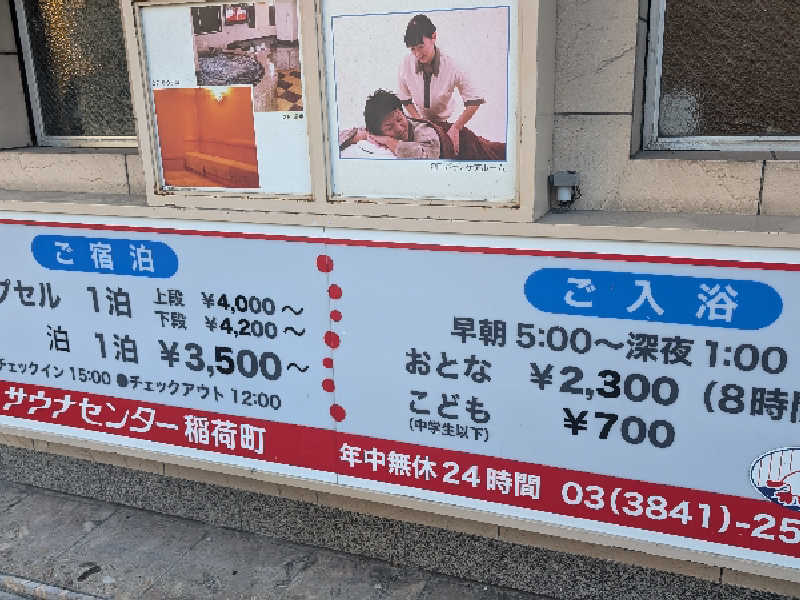 ご宿泊
プセル 1泊 上段 ¥4,000～
下段 ¥4,200～
泊 1泊 ¥3,500～
チェックイン 15:00 ●チェックアウト 12:00
サウナセンター稲荷町
ご入浴
早朝5:00～深夜1:00
おとな ¥2,300 (8時間
こども ¥700
(中学生以下)
年中無休24時間 03(3841)-25